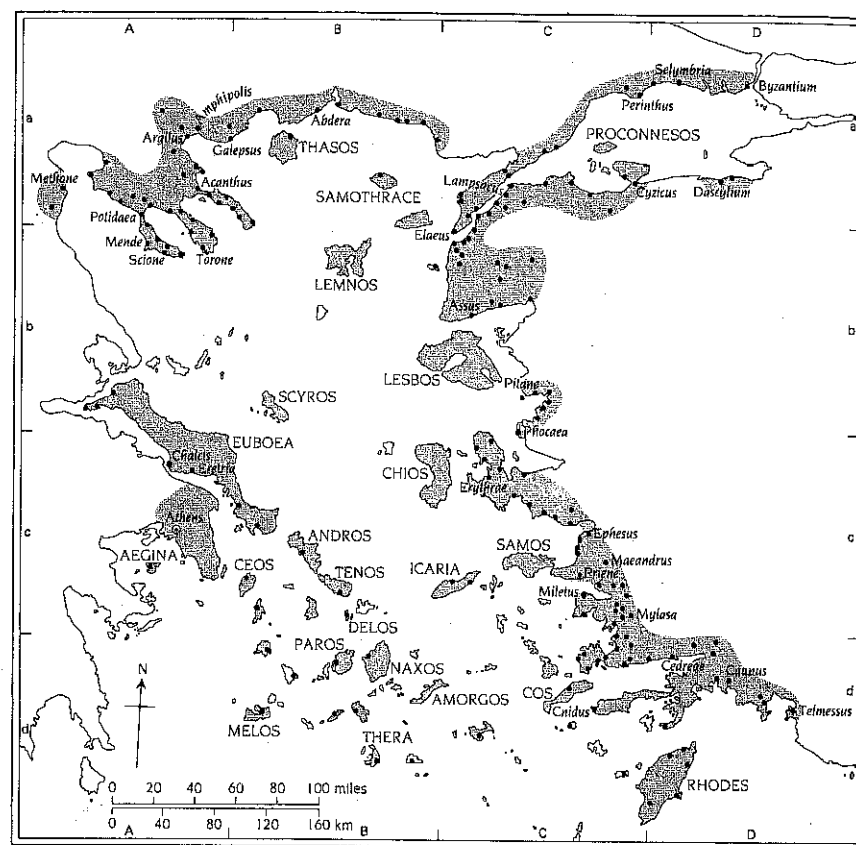 A
B
C
D
Amphipolis
Selymbria
Byzantium
Perinthus
a
a
Abdera
Argilus
Galepsus
THASOS
PROCONNESOS
Methone
Acanthus
SAMOTHRACE
Lampsacus
Cyzicus
Dascylium
Potidaea
Elaeus
Mende
Scione
Torone
LEMNOS
Assus
b
b
LESBOS
Pitane
SCYROS
EUBOEA
Phocaea
Chalcis
Eretria
CHIOS
Erythrae
Athens
c
c
Ephesus
ANDROS
AEGINA
CEOS
ICARIA
SAMOS
Maeandrus
TENOS
Priene
Miletus
DELOS
Mylasa
PAROS
N
NAXOS
Cedreae
Caunus
AMORGOS
COS
d
Cnidus
Telmessus
MELOS
THERA
d
RHODES
0 20 40 60 80 100 miles
0 40 80 120 160 km
A
B
C
D